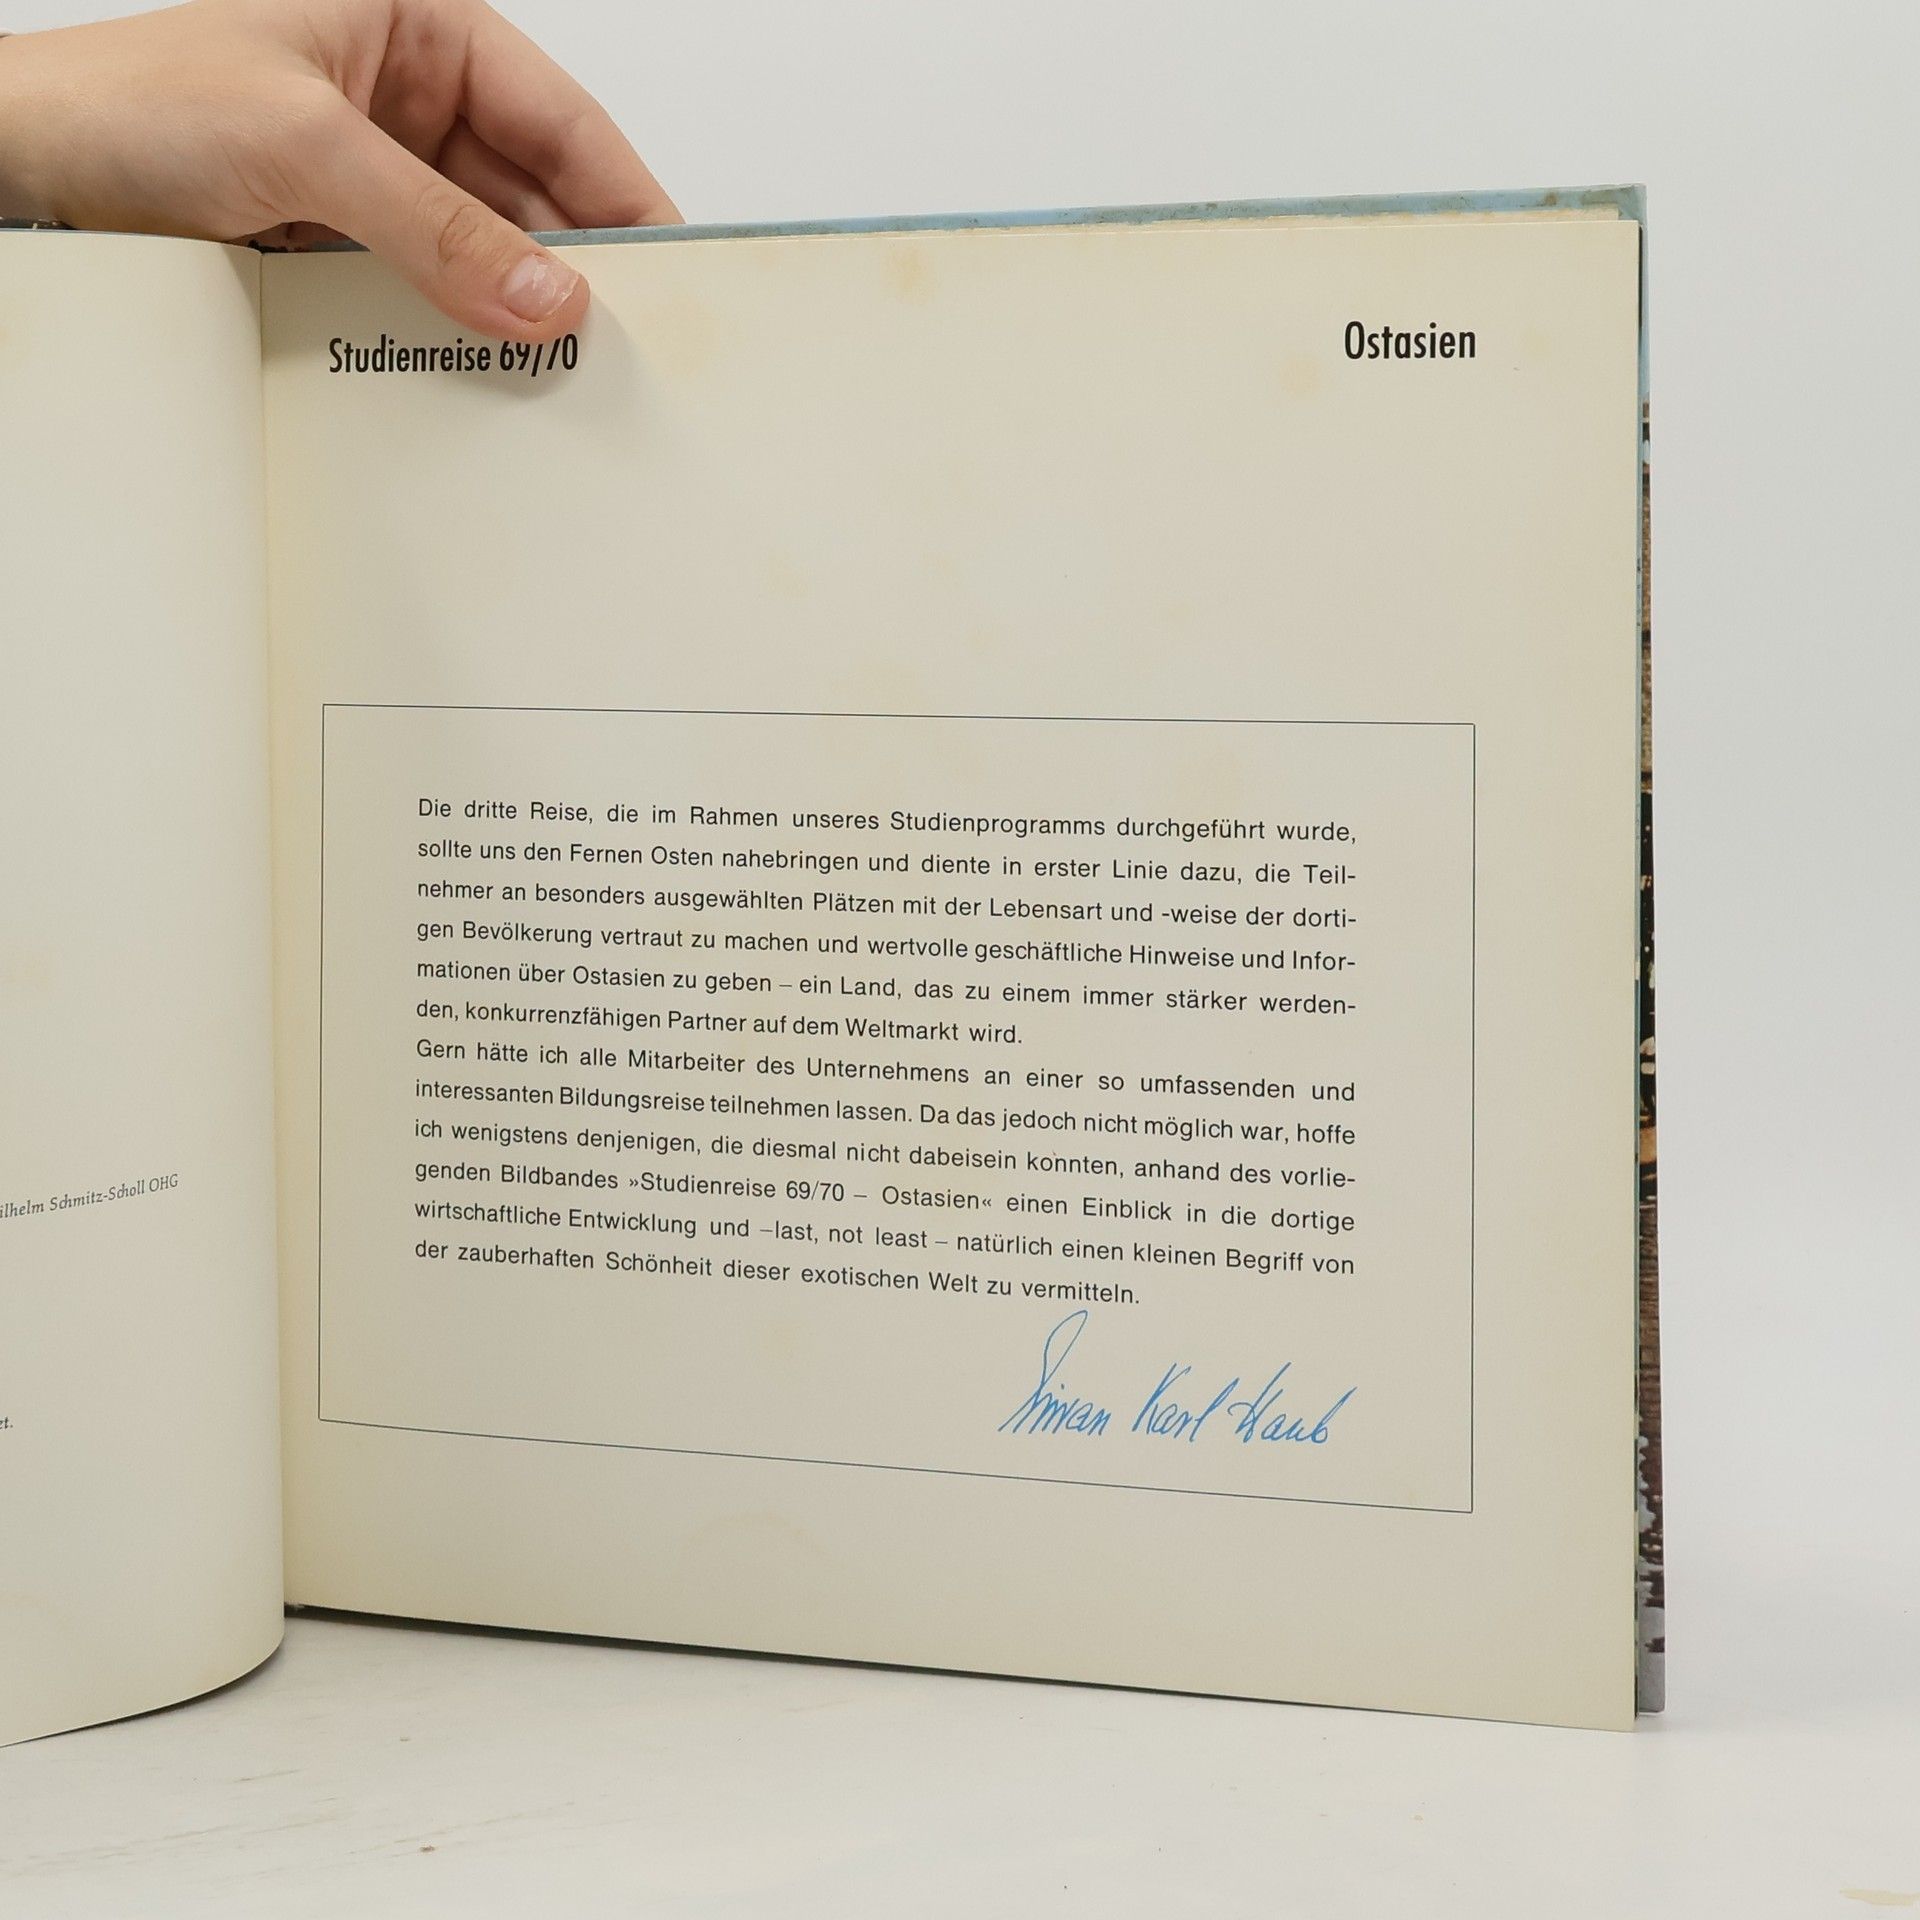 ilhelm Schmitz-Scholl OHG
et.
Studienreise 69/70
Ostasien
Die dritte Reise, die im Rahmen unseres Studienprogramms durchgeführt wurde,
sollte uns den Fernen Osten nahebringen und diente in erster Linie dazu, die Teil-
nehmer an besonders ausgewählten Plätzen mit der Lebensart und -weise der dorti-
gen Bevölkerung vertraut zu machen und wertvolle geschäftliche Hinweise und Infor-
mationen über Ostasien zu geben – ein Land, das zu einem immer stärker werden-
den, konkurrenzfähigen Partner auf dem Weltmarkt wird.
Gern hätte ich alle Mitarbeiter des Unternehmens an einer so umfassenden und
interessanten Bildungsreise teilnehmen lassen. Da das jedoch nicht möglich war, hoffe
ich wenigstens denjenigen, die diesmal nicht dabeisein konnten, anhand des vorlie-
genden Bildbandes »Studienreise 69/70 – Ostasien« einen Einblick in die dortige
wirtschaftliche Entwicklung und –last, not least – natürlich einen kleinen Begriff von
der zauberhaften Schönheit dieser exotischen Welt zu vermitteln.
Karl Haub